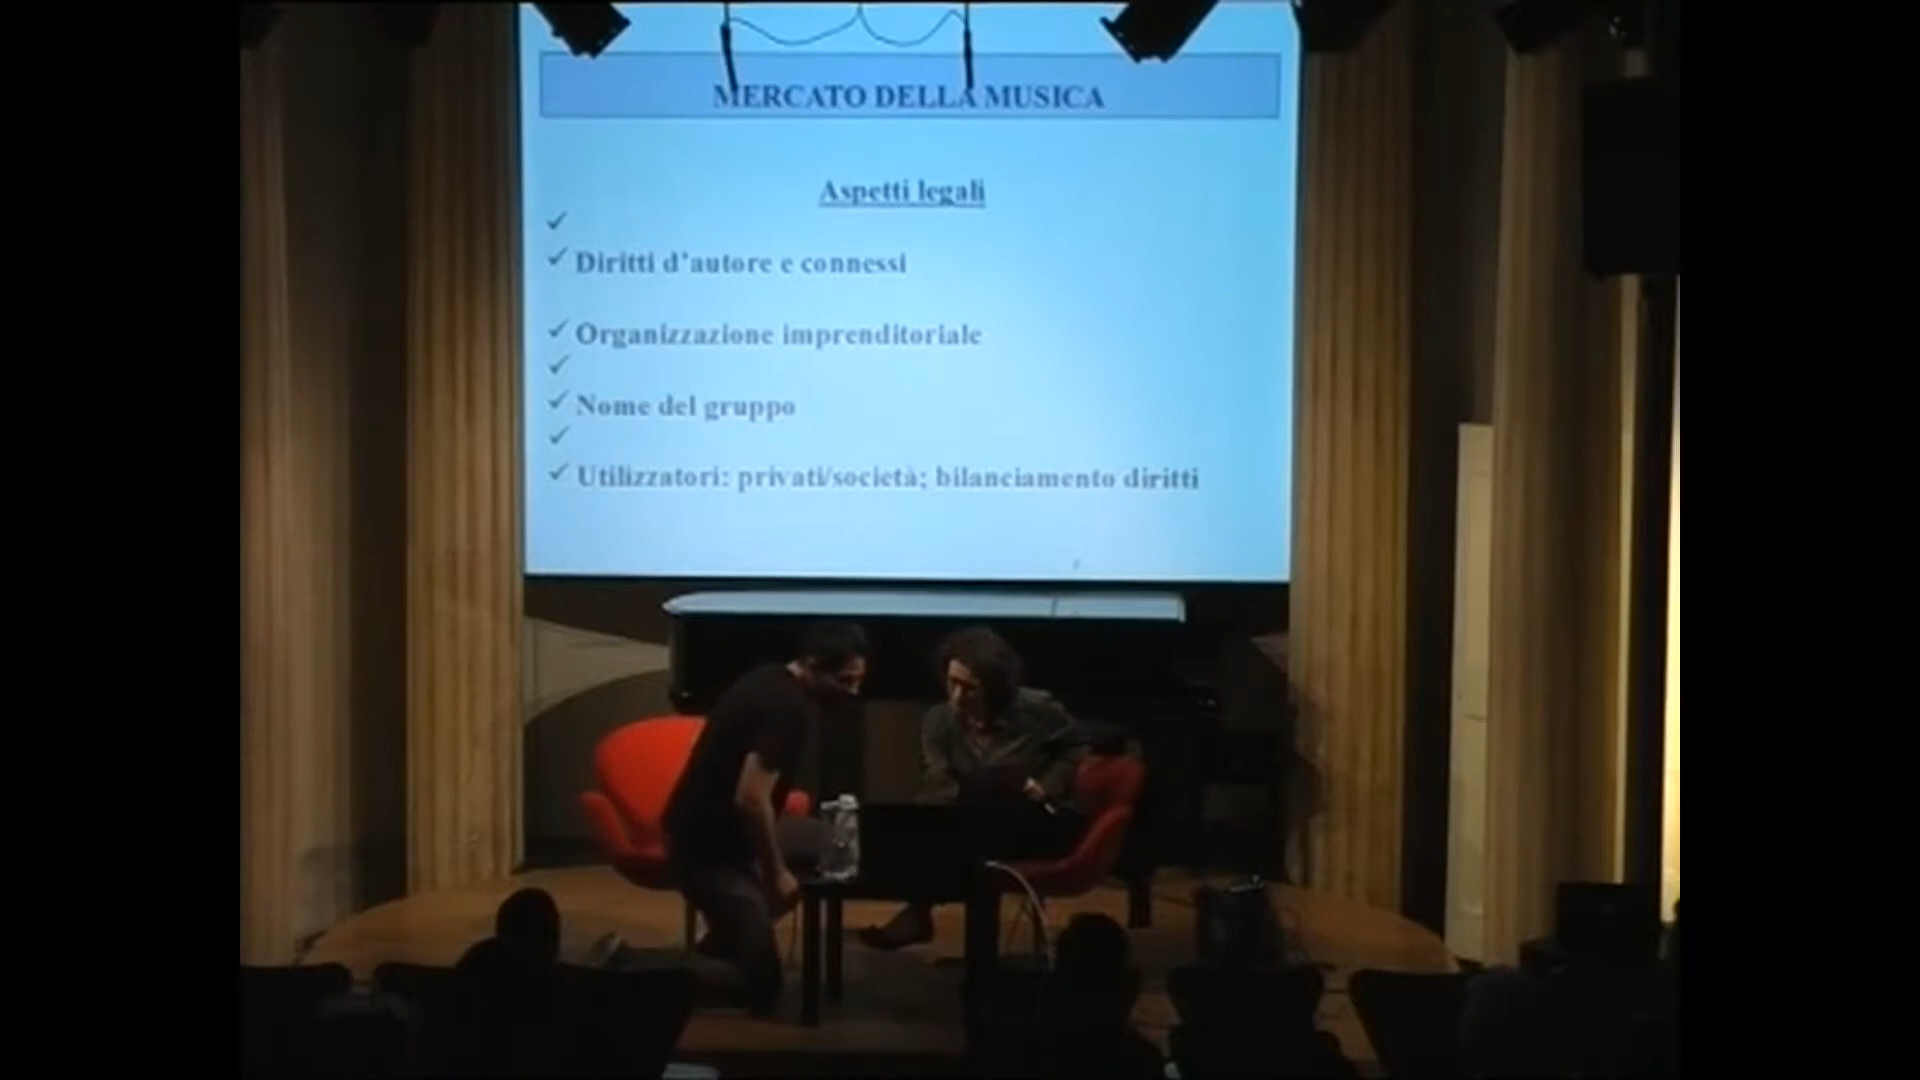 MERCATO DELLA MUSICA
Aspetti legali
✓
✓ Diritti d'autore e connessi
✓ Organizzazione imprenditoriale
✓
✓ Nome del gruppo
✓
✓ Utilizzatori: privati/società; bilanciamento diritti